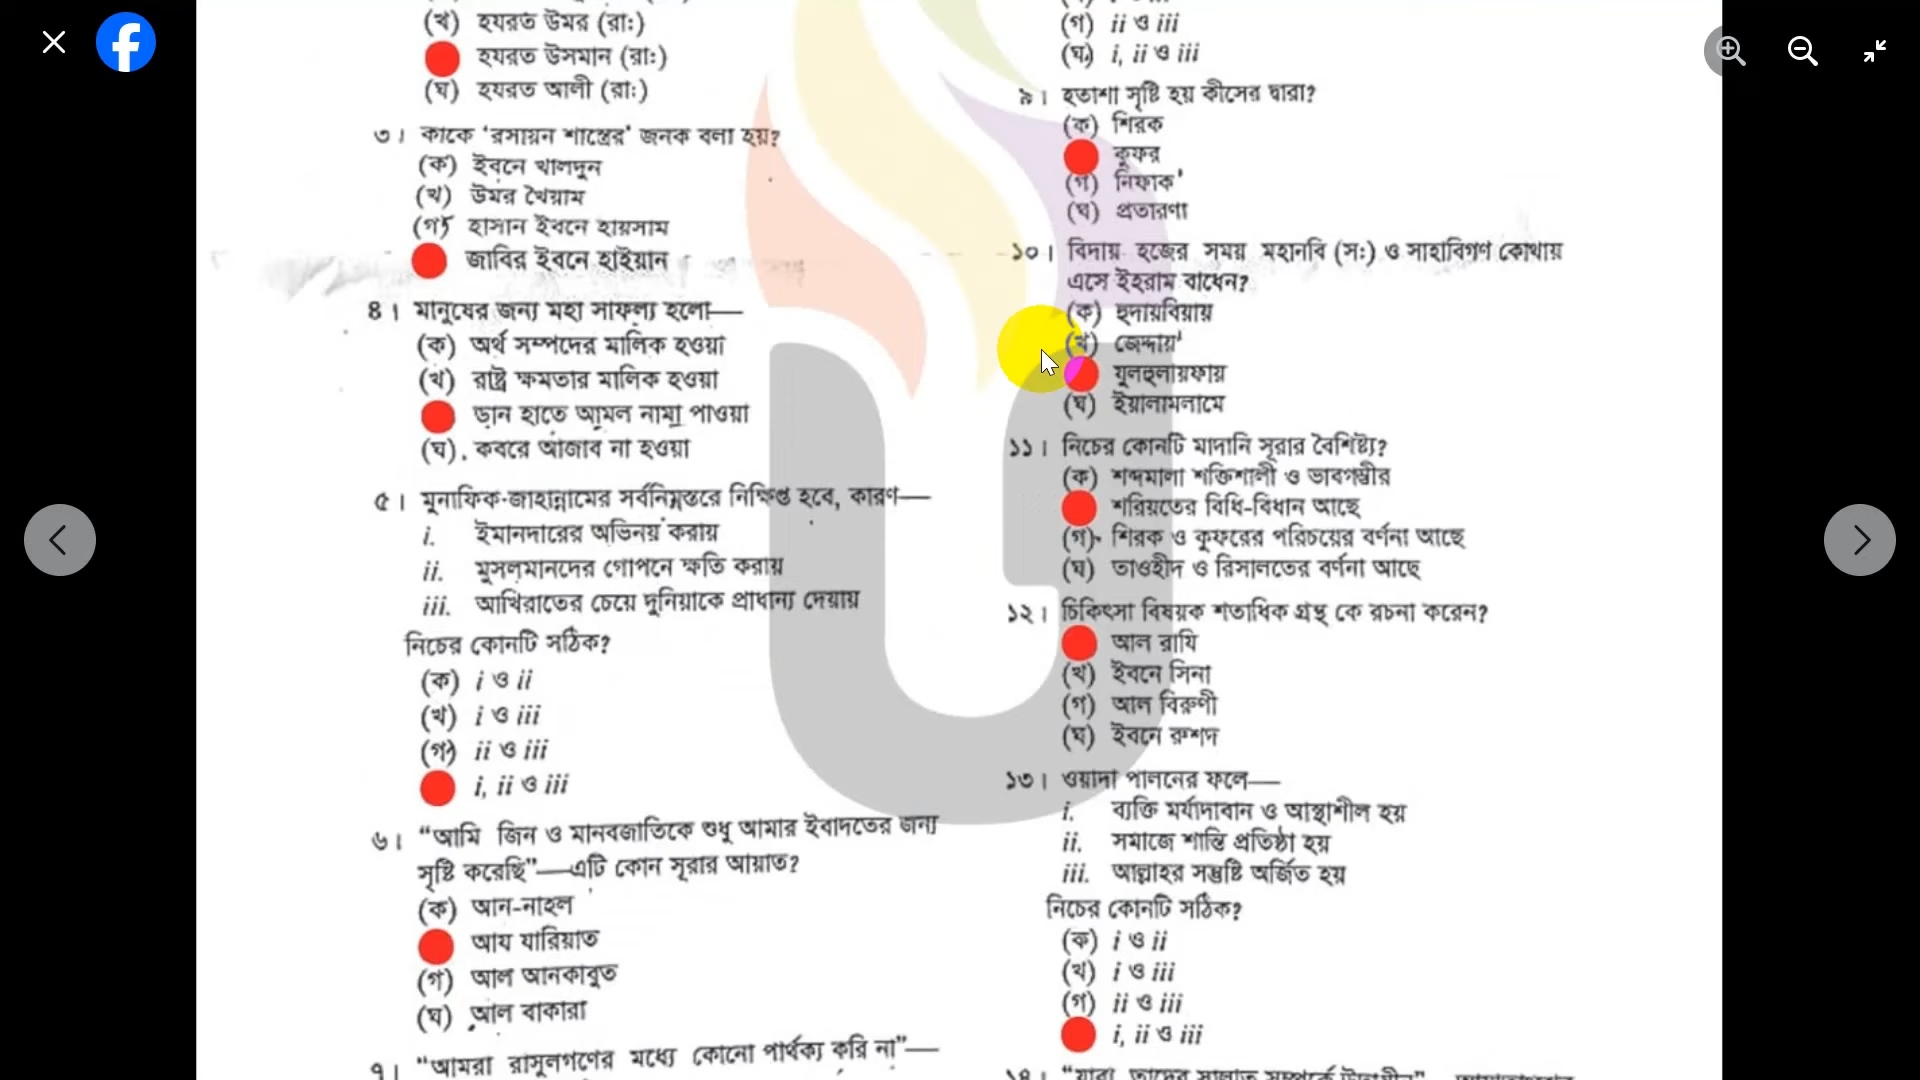 (খ) হযরত উমর (রাঃ)
হযরত উসমান (রাঃ)
(ঘ) হযরত আলী (রাঃ)
৩। কাকে ‘রসায়ন শাস্ত্রের’ জনক বলা হয়?
(ক) ইবনে খালদুন
(খ) উমর খৈয়াম
(গ) হাসান ইবনে হায়সাম
জাবির ইবনে হাইয়ান
৪। মানুষের জন্য মহা সাফল্য হলো—
(ক) অর্থ সম্পদের মালিক হওয়া
(খ) রাষ্ট্র ক্ষমতার মালিক হওয়া
ডান হাতে আমল নামা পাওয়া
(ঘ) কবরে আজাব না হওয়া
৫। মুনাফিক জাহান্নামের সর্বনিম্নস্তরে নিক্ষিপ্ত হবে, কারণ—
i. ইমানদারের অভিনয় করায়
ii. মুসলমানদের গোপনে ক্ষতি করায়
iii. আখিরাতের চেয়ে দুনিয়াকে প্রাধান্য দেয়ায়
নিচের কোনটি সঠিক?
(ক) i ও ii
(খ) i ও iii
(গ) ii ও iii
i, ii ও iii
৬। “আমি জিন ও মানবজাতিকে শুধু আমার ইবাদতের জন্য
সৃষ্টি করেছি”—এটি কোন সূরার আয়াত?
(ক) আন-নাহল
আয যারিয়াত
(গ) আল আনকাবুত
(ঘ) আল বাকারা
৭। “আমরা রাসুলগণের মধ্যে কোনো পার্থক্য করি না”—
(গ) ii ও iii
(ঘ) i, ii ও iii
৯। হতাশা সৃষ্টি হয় কীসের দ্বারা?
(ক) শিরক
কুফর
(গ) নিফাক
(ঘ) প্রতারণা
১০। বিদায় হজের সময় মহানবি (স:) ও সাহাবিগণ কোথায়
এসে ইহরাম বাধেন?
(ক) হুদায়বিয়ায়
(খ) জেদ্দায়
যুলহুলায়ফায়
(ঘ) ইয়ালামলামে
১১। নিচের কোনটি মাদানি সূরার বৈশিষ্ট্য?
(ক) শব্দমালা শক্তিশালী ও ভাবগম্ভীর
শরিয়তের বিধি-বিধান আছে
(গ) শিরক ও কুফরের পরিচয়ের বর্ণনা আছে
(ঘ) তাওহীদ ও রিসালতের বর্ণনা আছে
১২। চিকিৎসা বিষয়ক শতাধিক গ্রন্থ কে রচনা করেন?
আল রাযি
(খ) ইবনে সিনা
(গ) আল বিরুণী
(ঘ) ইবনে রুশদ
১৩। ওয়াদা পালনের ফলে—
i. ব্যক্তি মর্যাদাবান ও আস্থাশীল হয়
ii. সমাজে শান্তি প্রতিষ্ঠা হয়
iii. আল্লাহর সন্তুষ্টি অর্জিত হয়
নিচের কোনটি সঠিক?
(ক) i ও ii
(খ) i ও iii
(গ) ii ও iii
i, ii ও iii
১৪। “যারা তাদের সালাত সম্পর্কে উদাসীন”—